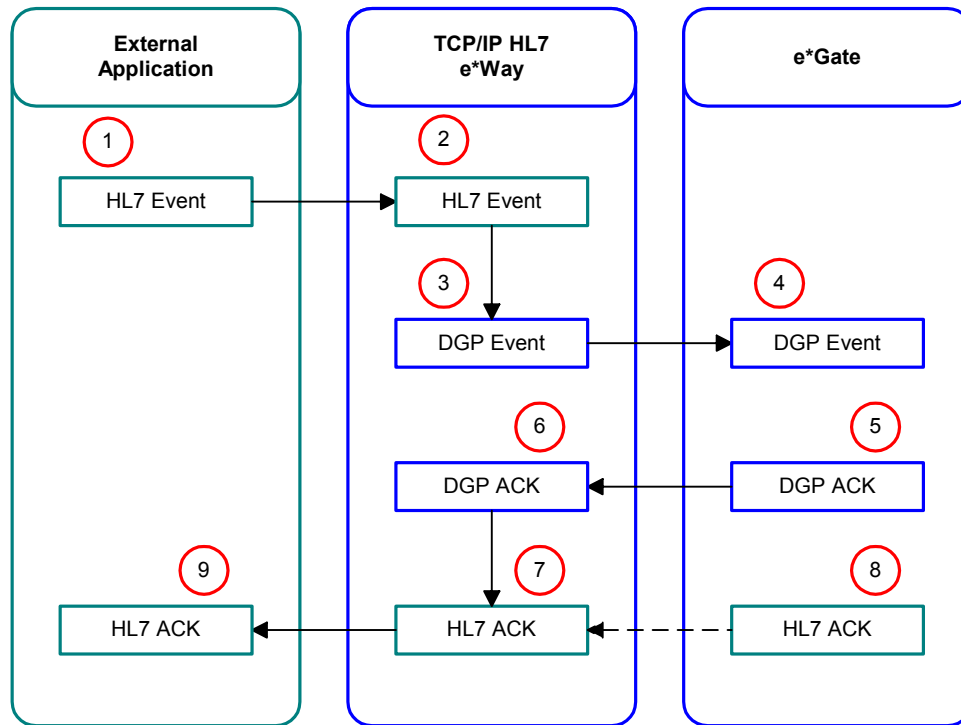 External
Application
TCP/IP HL7
e*Way
e*Gate
1
2
HL7 Event
HL7 Event
3
4
DGP Event
DGP Event
6
5
DGP ACK
DGP ACK
9
7
8
HL7 ACK
HL7 ACK
HL7 ACK